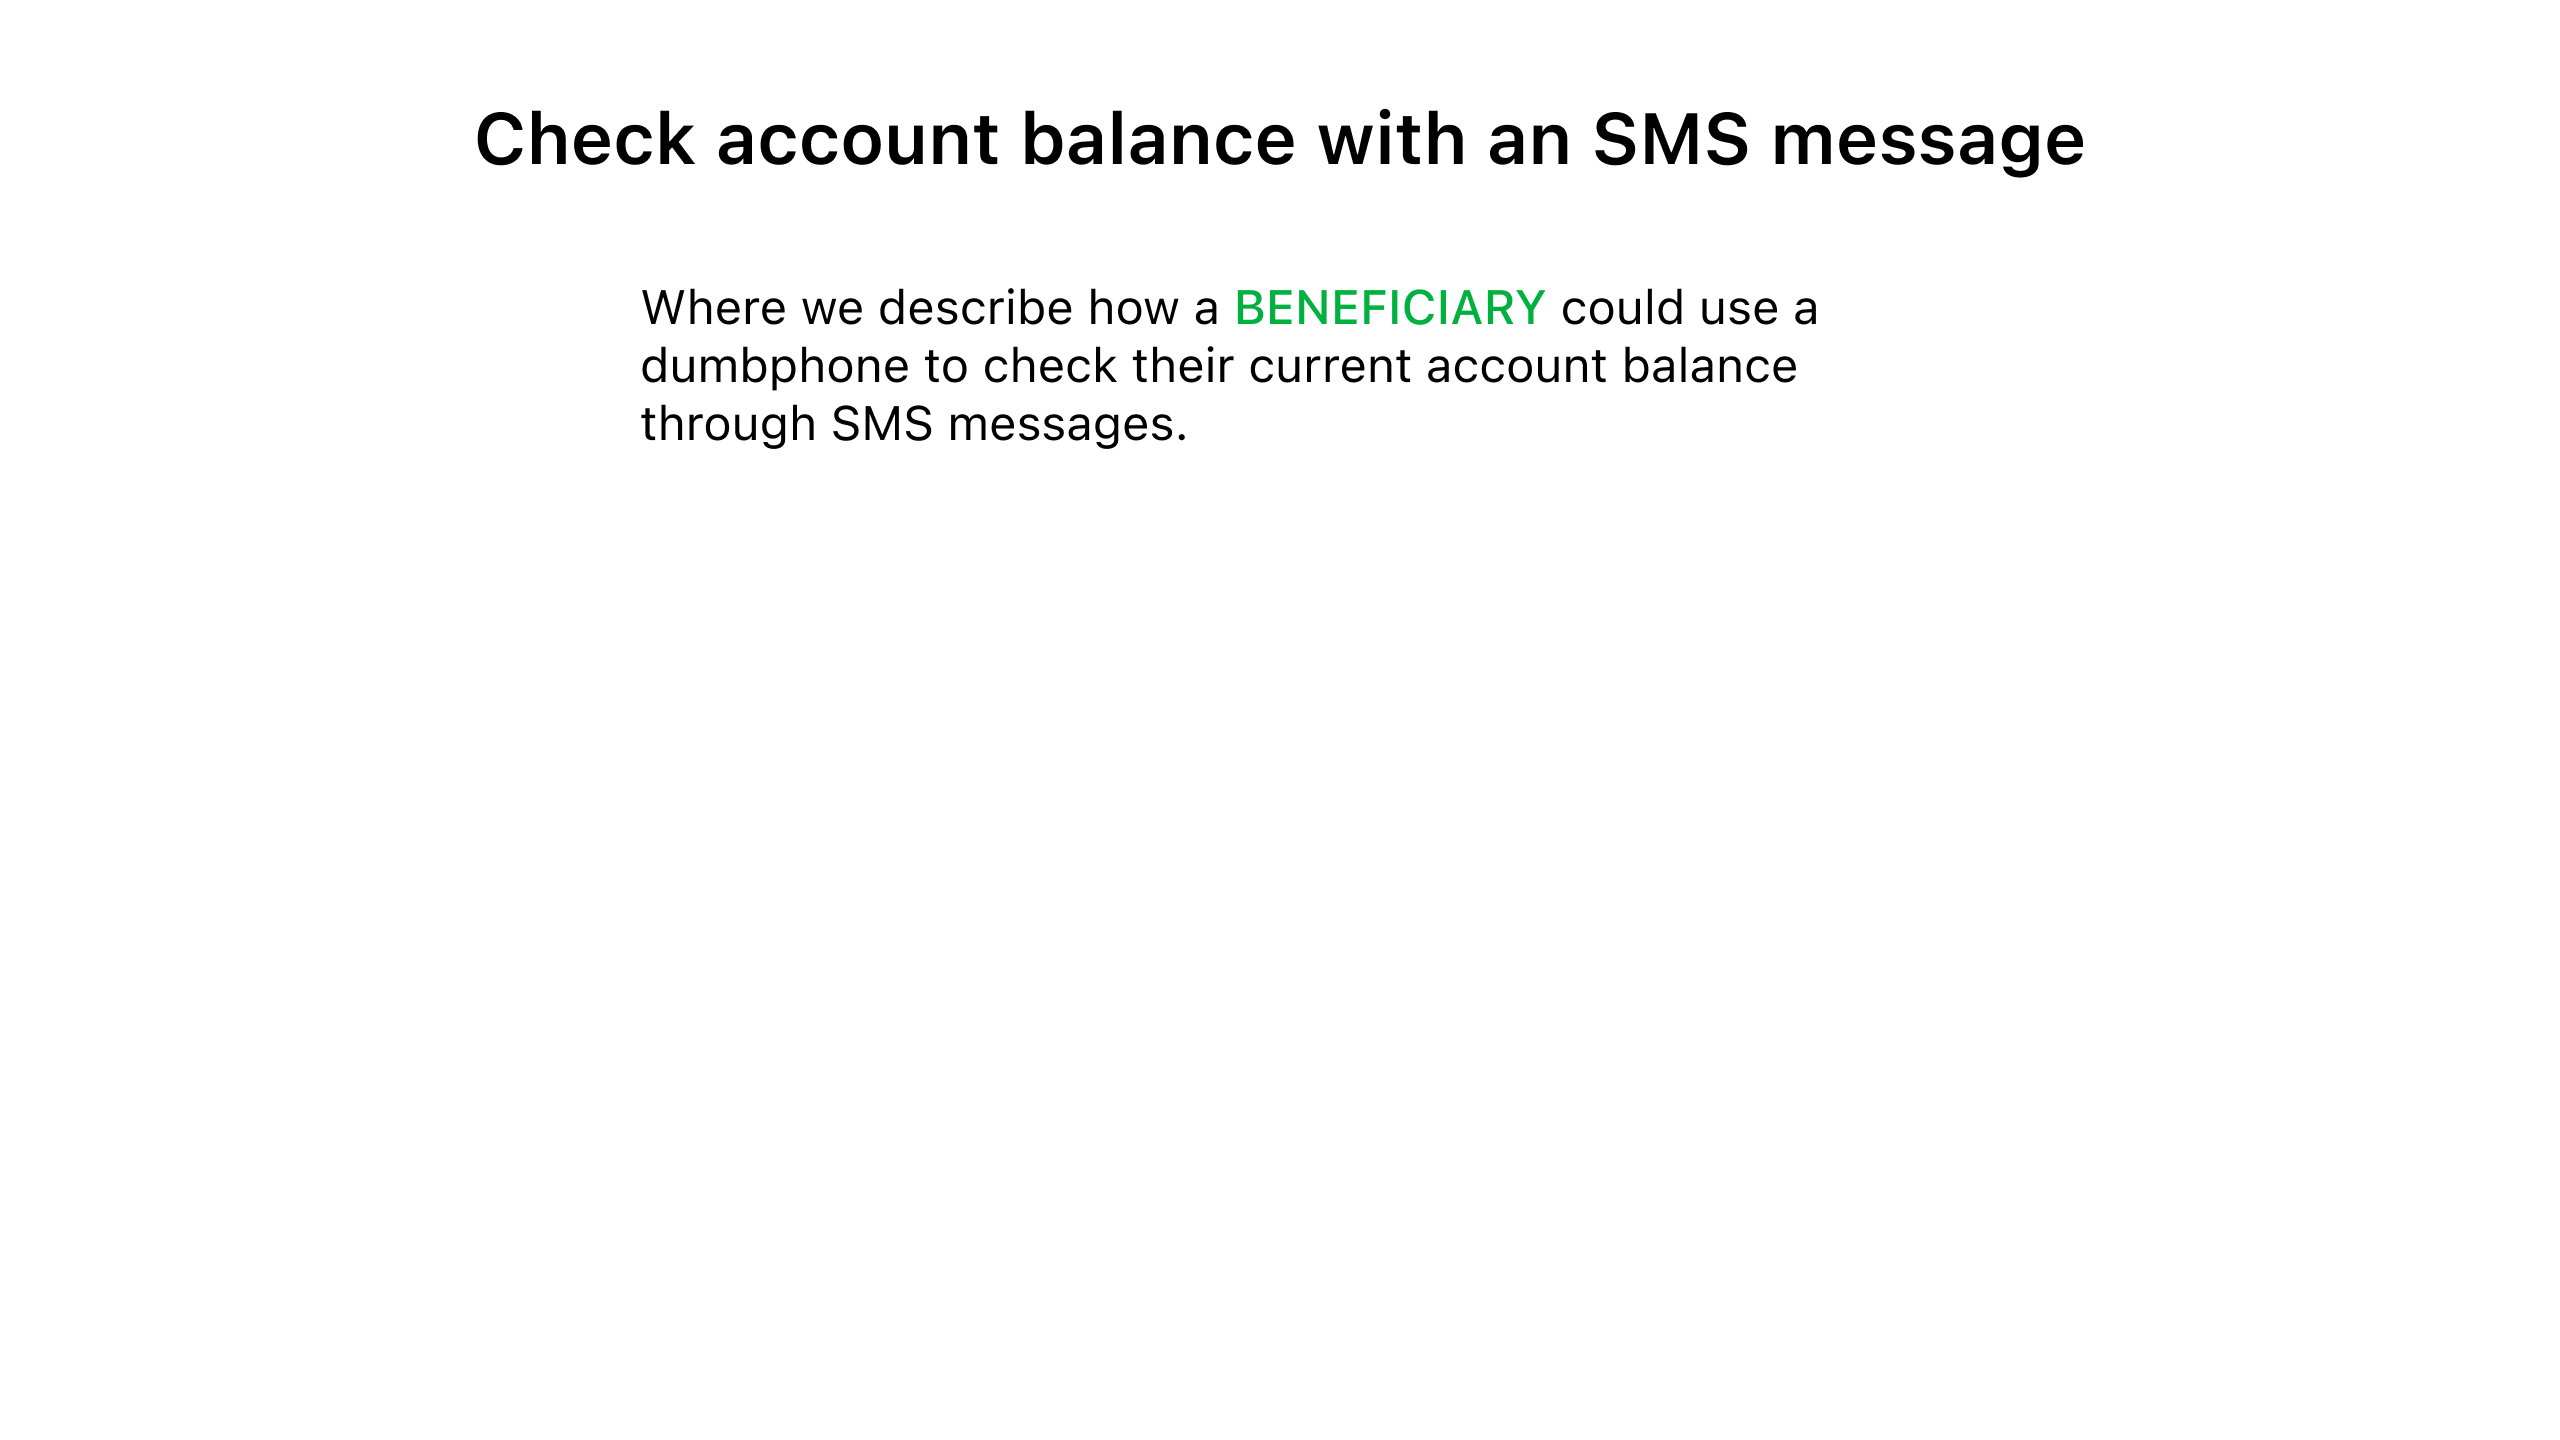 Check account balance with an SMS message
Where we describe how a BENEFICIARY could use a
dumbphone to check their current account balance
through SMS messages.